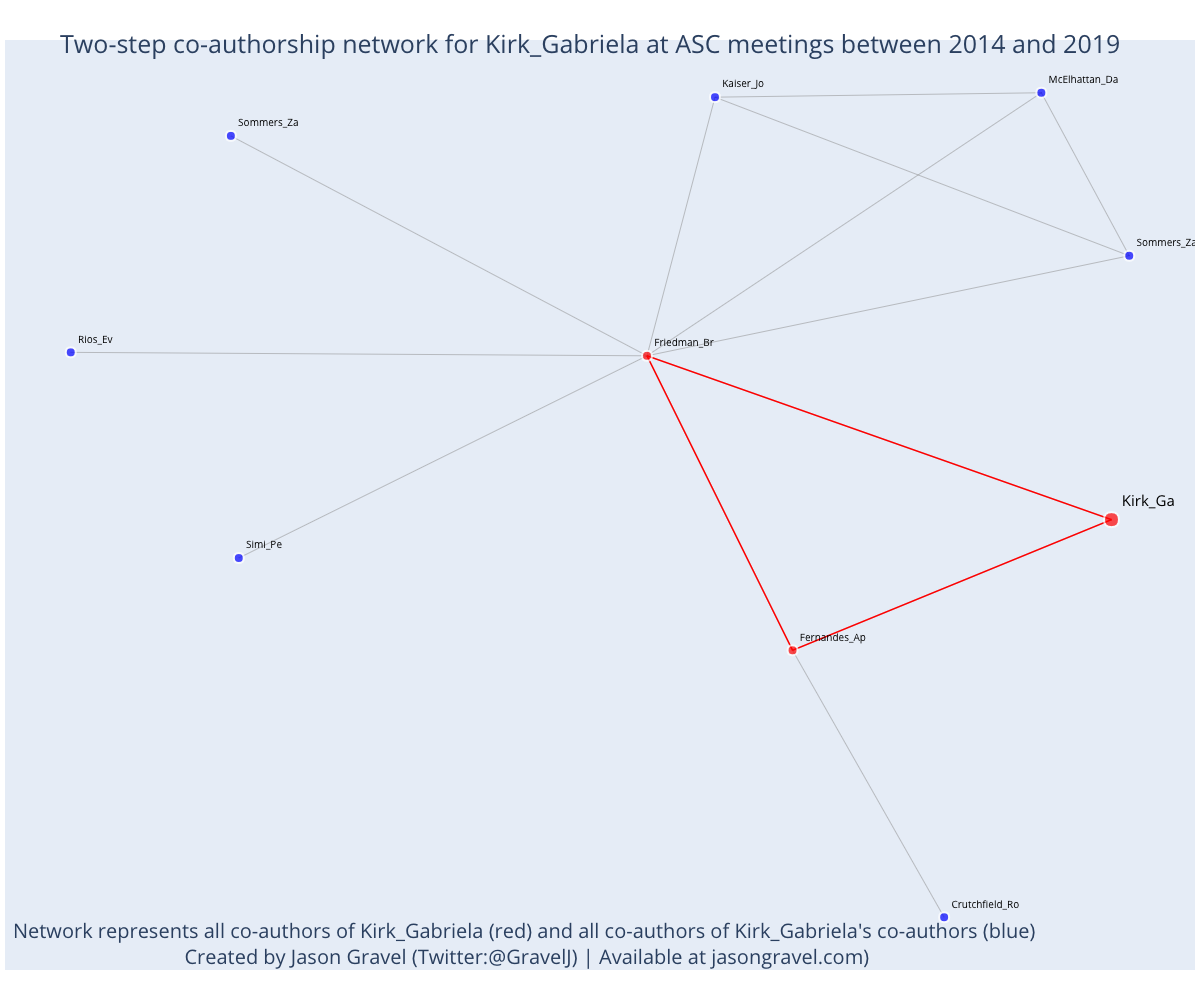 Two-step co-authorship network for Kirk_Gabriela at ASC meetings between 2014 and 2019
McElhattan_Da
Kaiser_Jo
Sommers_Za
Sommers_Za
Rios_Ev
Friedman_Br
Kirk_Ga
Simi_Pe
Fernandes_Ap
Crutchfield_Ro
Network represents all co-authors of Kirk_Gabriela (red) and all co-authors of Kirk_Gabriela's co-authors (blue)
Created by Jason Gravel (Twitter:@GravelJ) | Available at jasongravel.com)